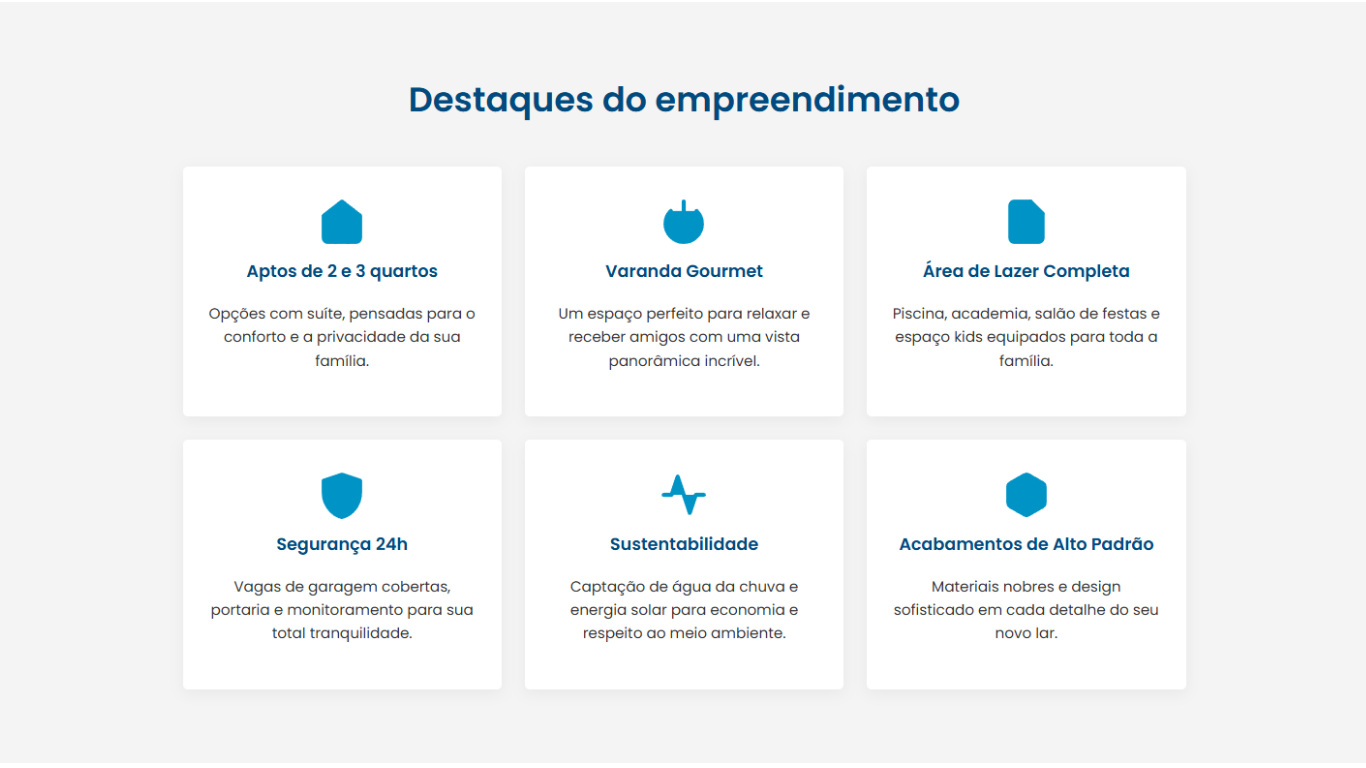 Destaques do empreendimento
Aptos de 2 e 3 quartos
Opções com suíte, pensadas para o
conforto e a privacidade da sua
família.
Varanda Gourmet
Um espaço perfeito para relaxar e
receber amigos com uma vista
panorâmica incrível.
Área de Lazer Completa
Piscina, academia, salão de festas e
espaço kids equipados para toda a
família.
Segurança 24h
Vagas de garagem cobertas,
portaria e monitoramento para sua
total tranquilidade.
Sustentabilidade
Captação de água da chuva e
energia solar para economia e
respeito ao meio ambiente.
Acabamentos de Alto Padrão
Materiais nobres e design
sofisticado em cada detalhe do seu
novo lar.